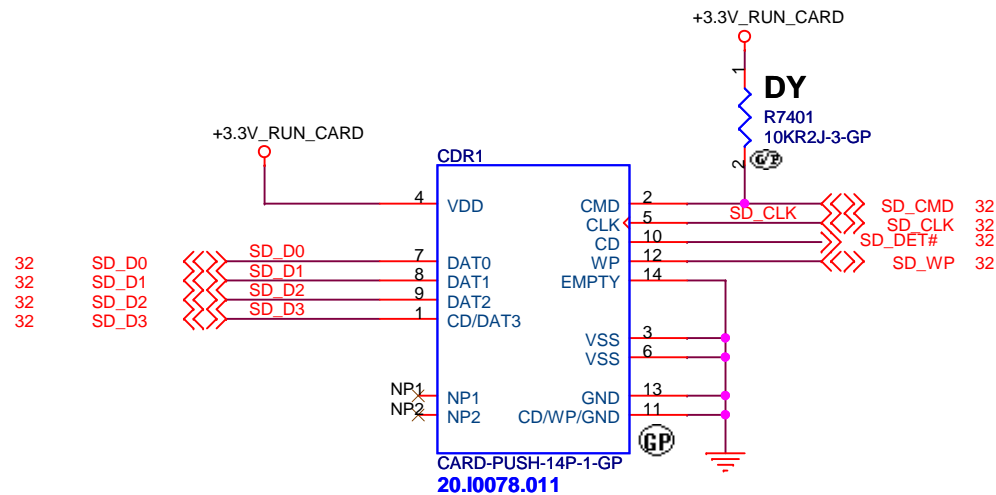 +3.3V_RUN_CARD
1
DY
R7401
10KR2J-3-GP
2
G/P
+3.3V_RUN_CARD
CDR1
4 VDD
CMD 2 SD_CMD 32
CLK 5 SD_CLK SD_CLK 32
CD 10 SD_DET# 32
WP 12 SD_WP 32
EMPTY 14
32 SD_D0 SD_D0 7 DAT0
32 SD_D1 SD_D1 8 DAT1
32 SD_D2 SD_D2 9 DAT2
32 SD_D3 SD_D3 1 CD/DAT3
VSS 3
VSS 6
NP1 NP1
NP2 NP2
GND 13
CD/WP/GND 11
GP
CARD-PUSH-14P-1-GP
20.I0078.011